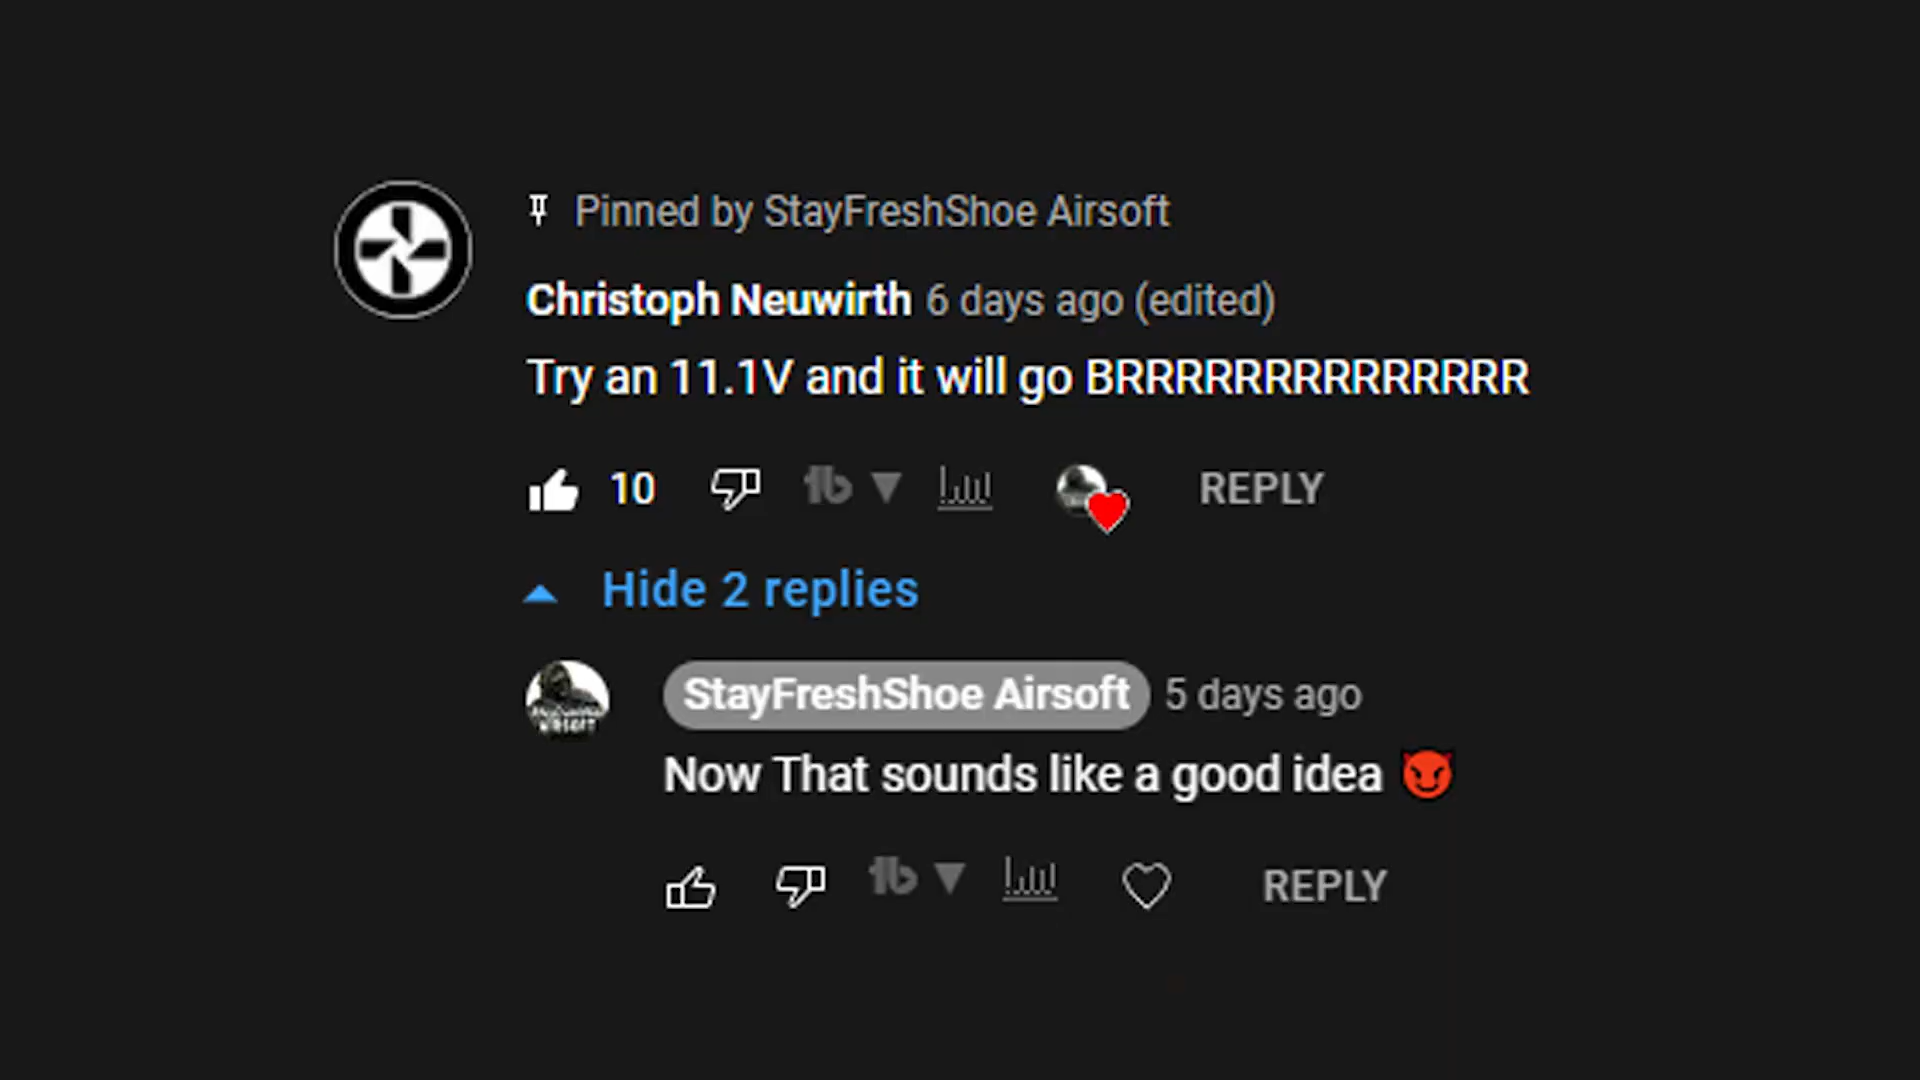 Pinned by StayFreshShoe Airsoft
Christoph Neuwirth 6 days ago (edited)
Try an 11.1V and it will go BRRRRRRRRRRRRRRR
10 REPLY
Hide 2 replies
StayFreshShoe Airsoft 5 days ago
Now That sounds like a good idea
REPLY